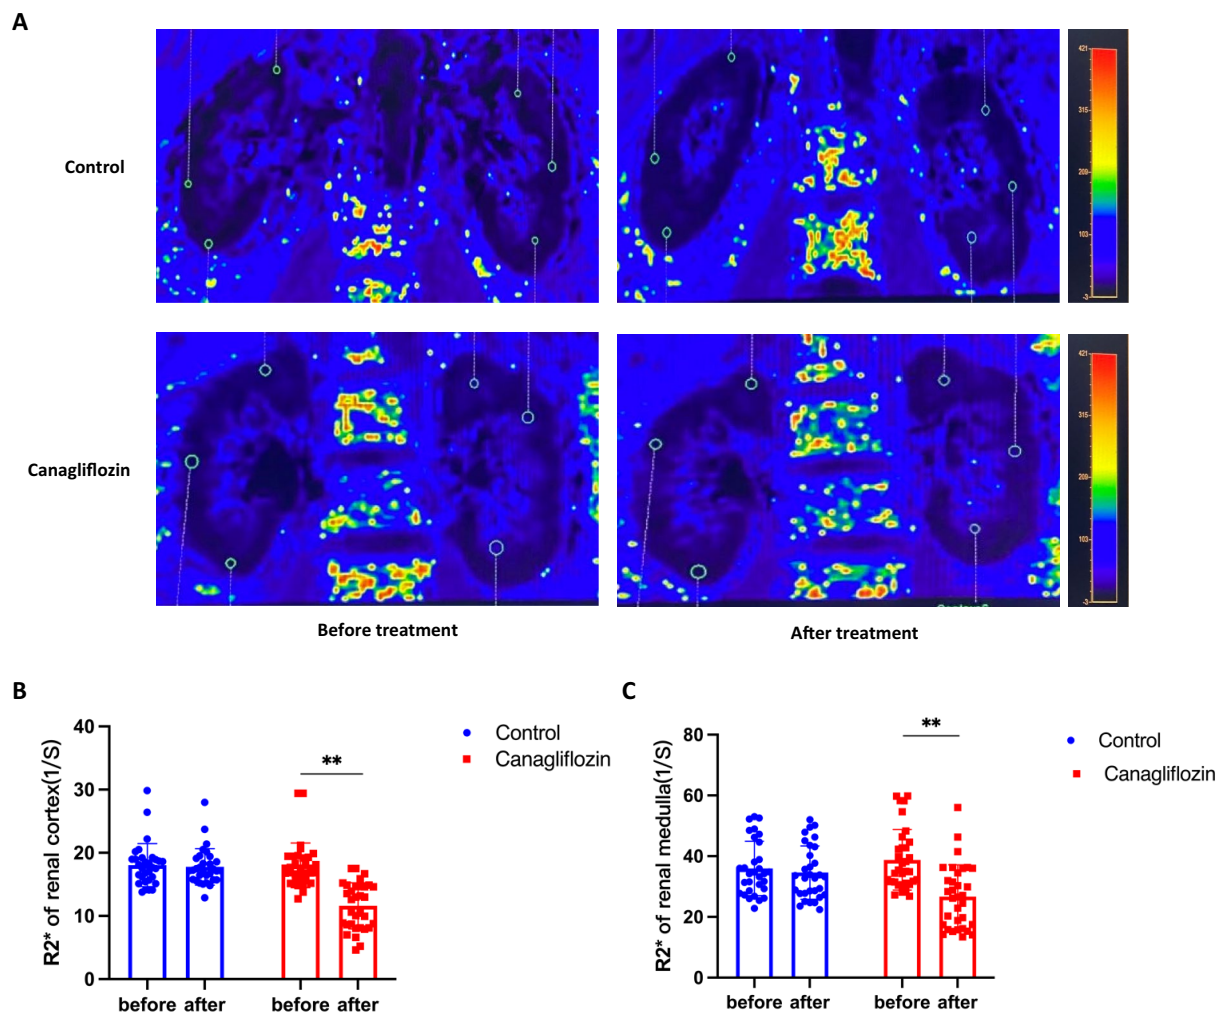 A
Control
421
315
209
103
-3
Canagliflozin
421
315
209
103
-3
Before treatment
After treatment
B
R2* of renal cortex(1/S)
40
30
20
10
0
**
before after
before after
Control
Canagliflozin
C
R2* of renal medulla(1/S)
80
60
40
20
0
**
before after
before after
Control
Canagliflozin